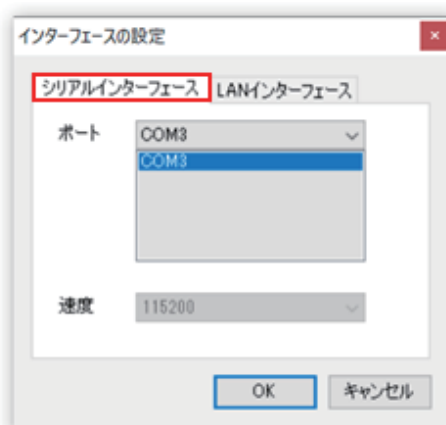 インターフェースの設定
シリアルインターフェース LANインターフェース
ポート COM3
COM3
速度 115200
OK キャンセル